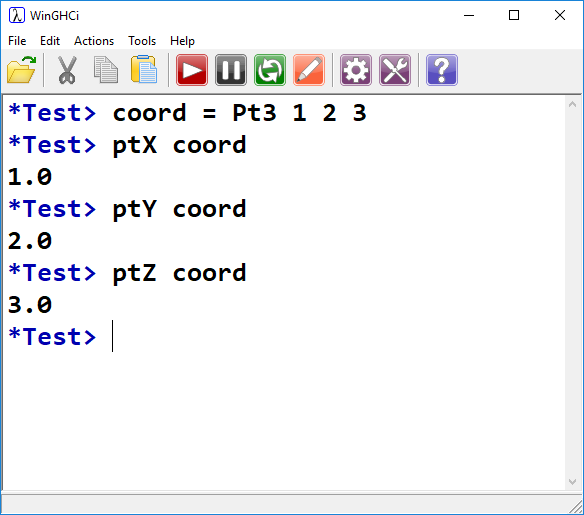 WinGHCi
File Edit Actions Tools Help
*Test> coord = Pt3 1 2 3
*Test> ptX coord
1.0
*Test> ptY coord
2.0
*Test> ptZ coord
3.0
*Test>